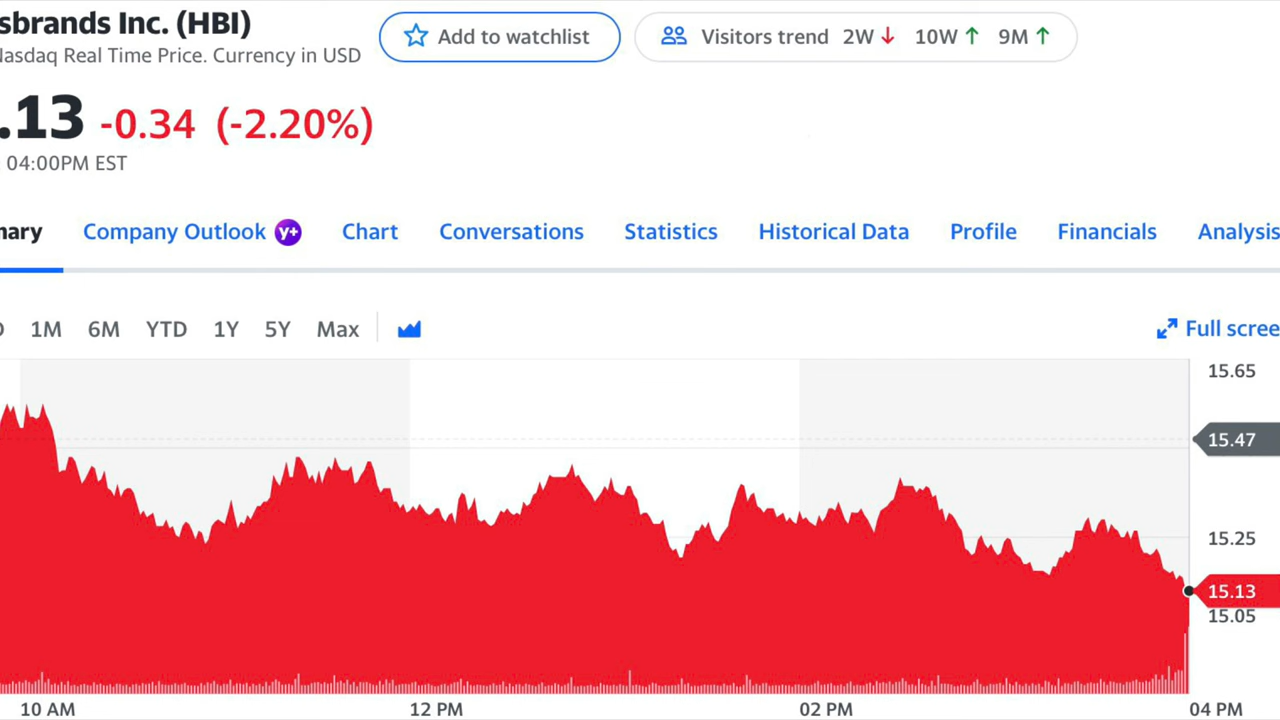 sbrands Inc. (HBI)
Add to watchlist
Visitors trend 2W ↓ 10W ↑ 9M ↑
Nasdaq Real Time Price. Currency in USD
.13 -0.34 (-2.20%)
04:00PM EST
mary Company Outlook y+ Chart Conversations Statistics Historical Data Profile Financials Analysis
D 1M 6M YTD 1Y 5Y Max
Full scree
15.65
15.47
15.25
15.13
15.05
10 AM 12 PM 02 PM 04 PM